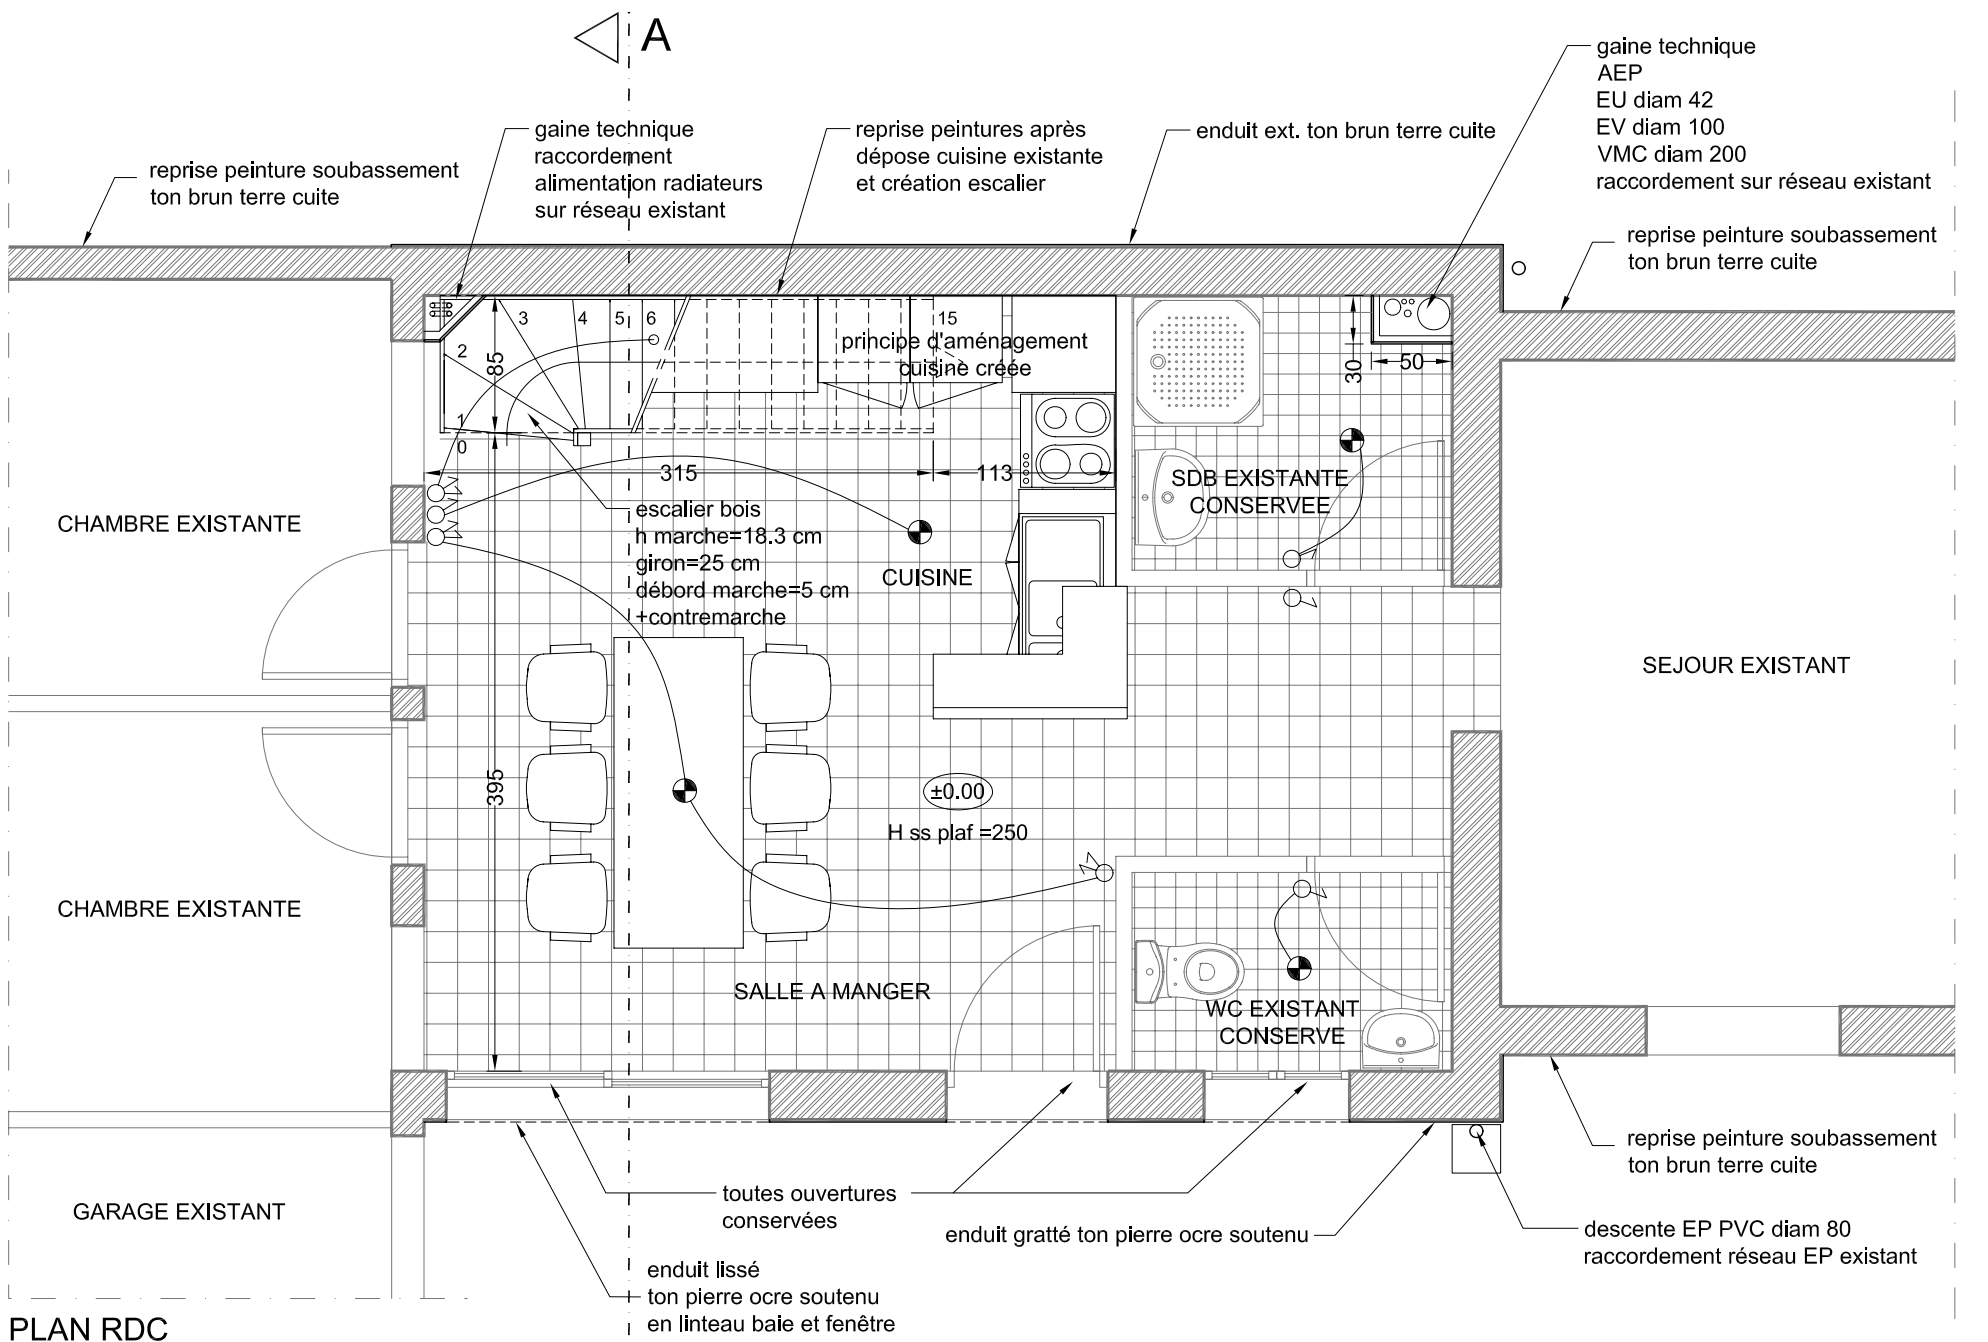 A
gaine technique
AEP
EU diam 42
EV diam 100
VMC diam 200
raccordement sur réseau existant
gaine technique
raccordement
alimentation radiateurs
sur réseau existant
reprise peintures après
dépose cuisine existante
et création escalier
enduit ext. ton brun terre cuite
reprise peinture soubassement
ton brun terre cuite
reprise peinture soubassement
ton brun terre cuite
3
4
5
6
15
2
1
0
85
principe d'aménagement
cuisine créée
30
50
315
113
SDB EXISTANTE
CONSERVEE
escalier bois
h marche=18.3 cm
giron=25 cm
débord marche=5 cm
+contremarche
CHAMBRE EXISTANTE
CUISINE
SEJOUR EXISTANT
395
±0.00
H ss plaf =250
CHAMBRE EXISTANTE
SALLE A MANGER
WC EXISTANT
CONSERVE
reprise peinture soubassement
ton brun terre cuite
toutes ouvertures
conservées
GARAGE EXISTANT
enduit gratté ton pierre ocre soutenu
descente EP PVC diam 80
raccordement réseau EP existant
enduit lissé
ton pierre ocre soutenu
en linteau baie et fenêtre
PLAN RDC